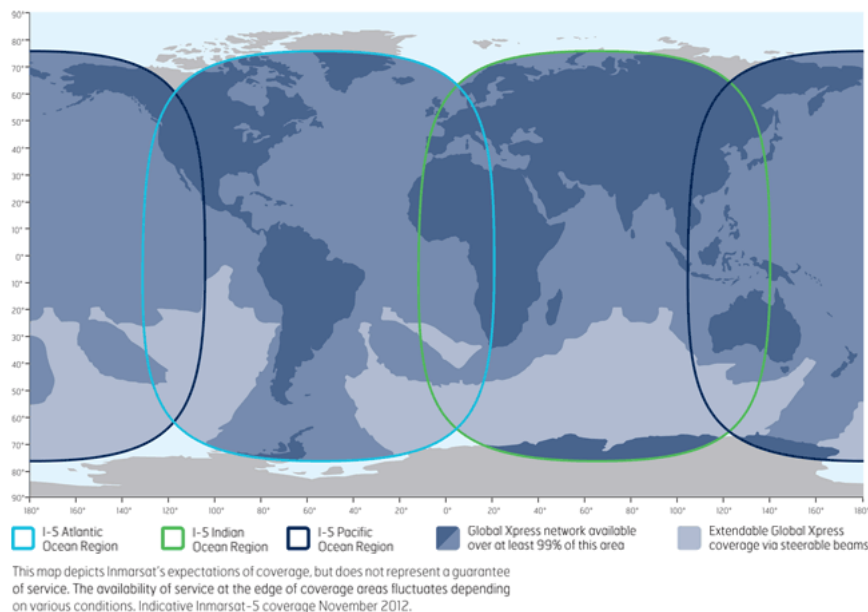 90°
80°
70°
60°
50°
40°
30°
20°
10°
0°
10°
20°
30°
40°
50°
60°
70°
80°
90°
180° 140° 120° 100° 80° 60° 40° 20° 0° 20° 40° 60° 80° 100° 120° 140° 160° 180°
I-5 Atlantic
Ocean Region
I-5 Indian
Ocean Region
I-5 Pacific
Ocean Region
Global Xpress network available
over at least 99% of this area
Extendable Global Xpress
coverage via steerable beams
This map depicts Inmarsat's expectations of coverage, but does not represent a guarantee
of service. The availability of service at the edge of coverage areas fluctuates depending
on various conditions. Indicative Inmarsat-5 coverage November 2012.